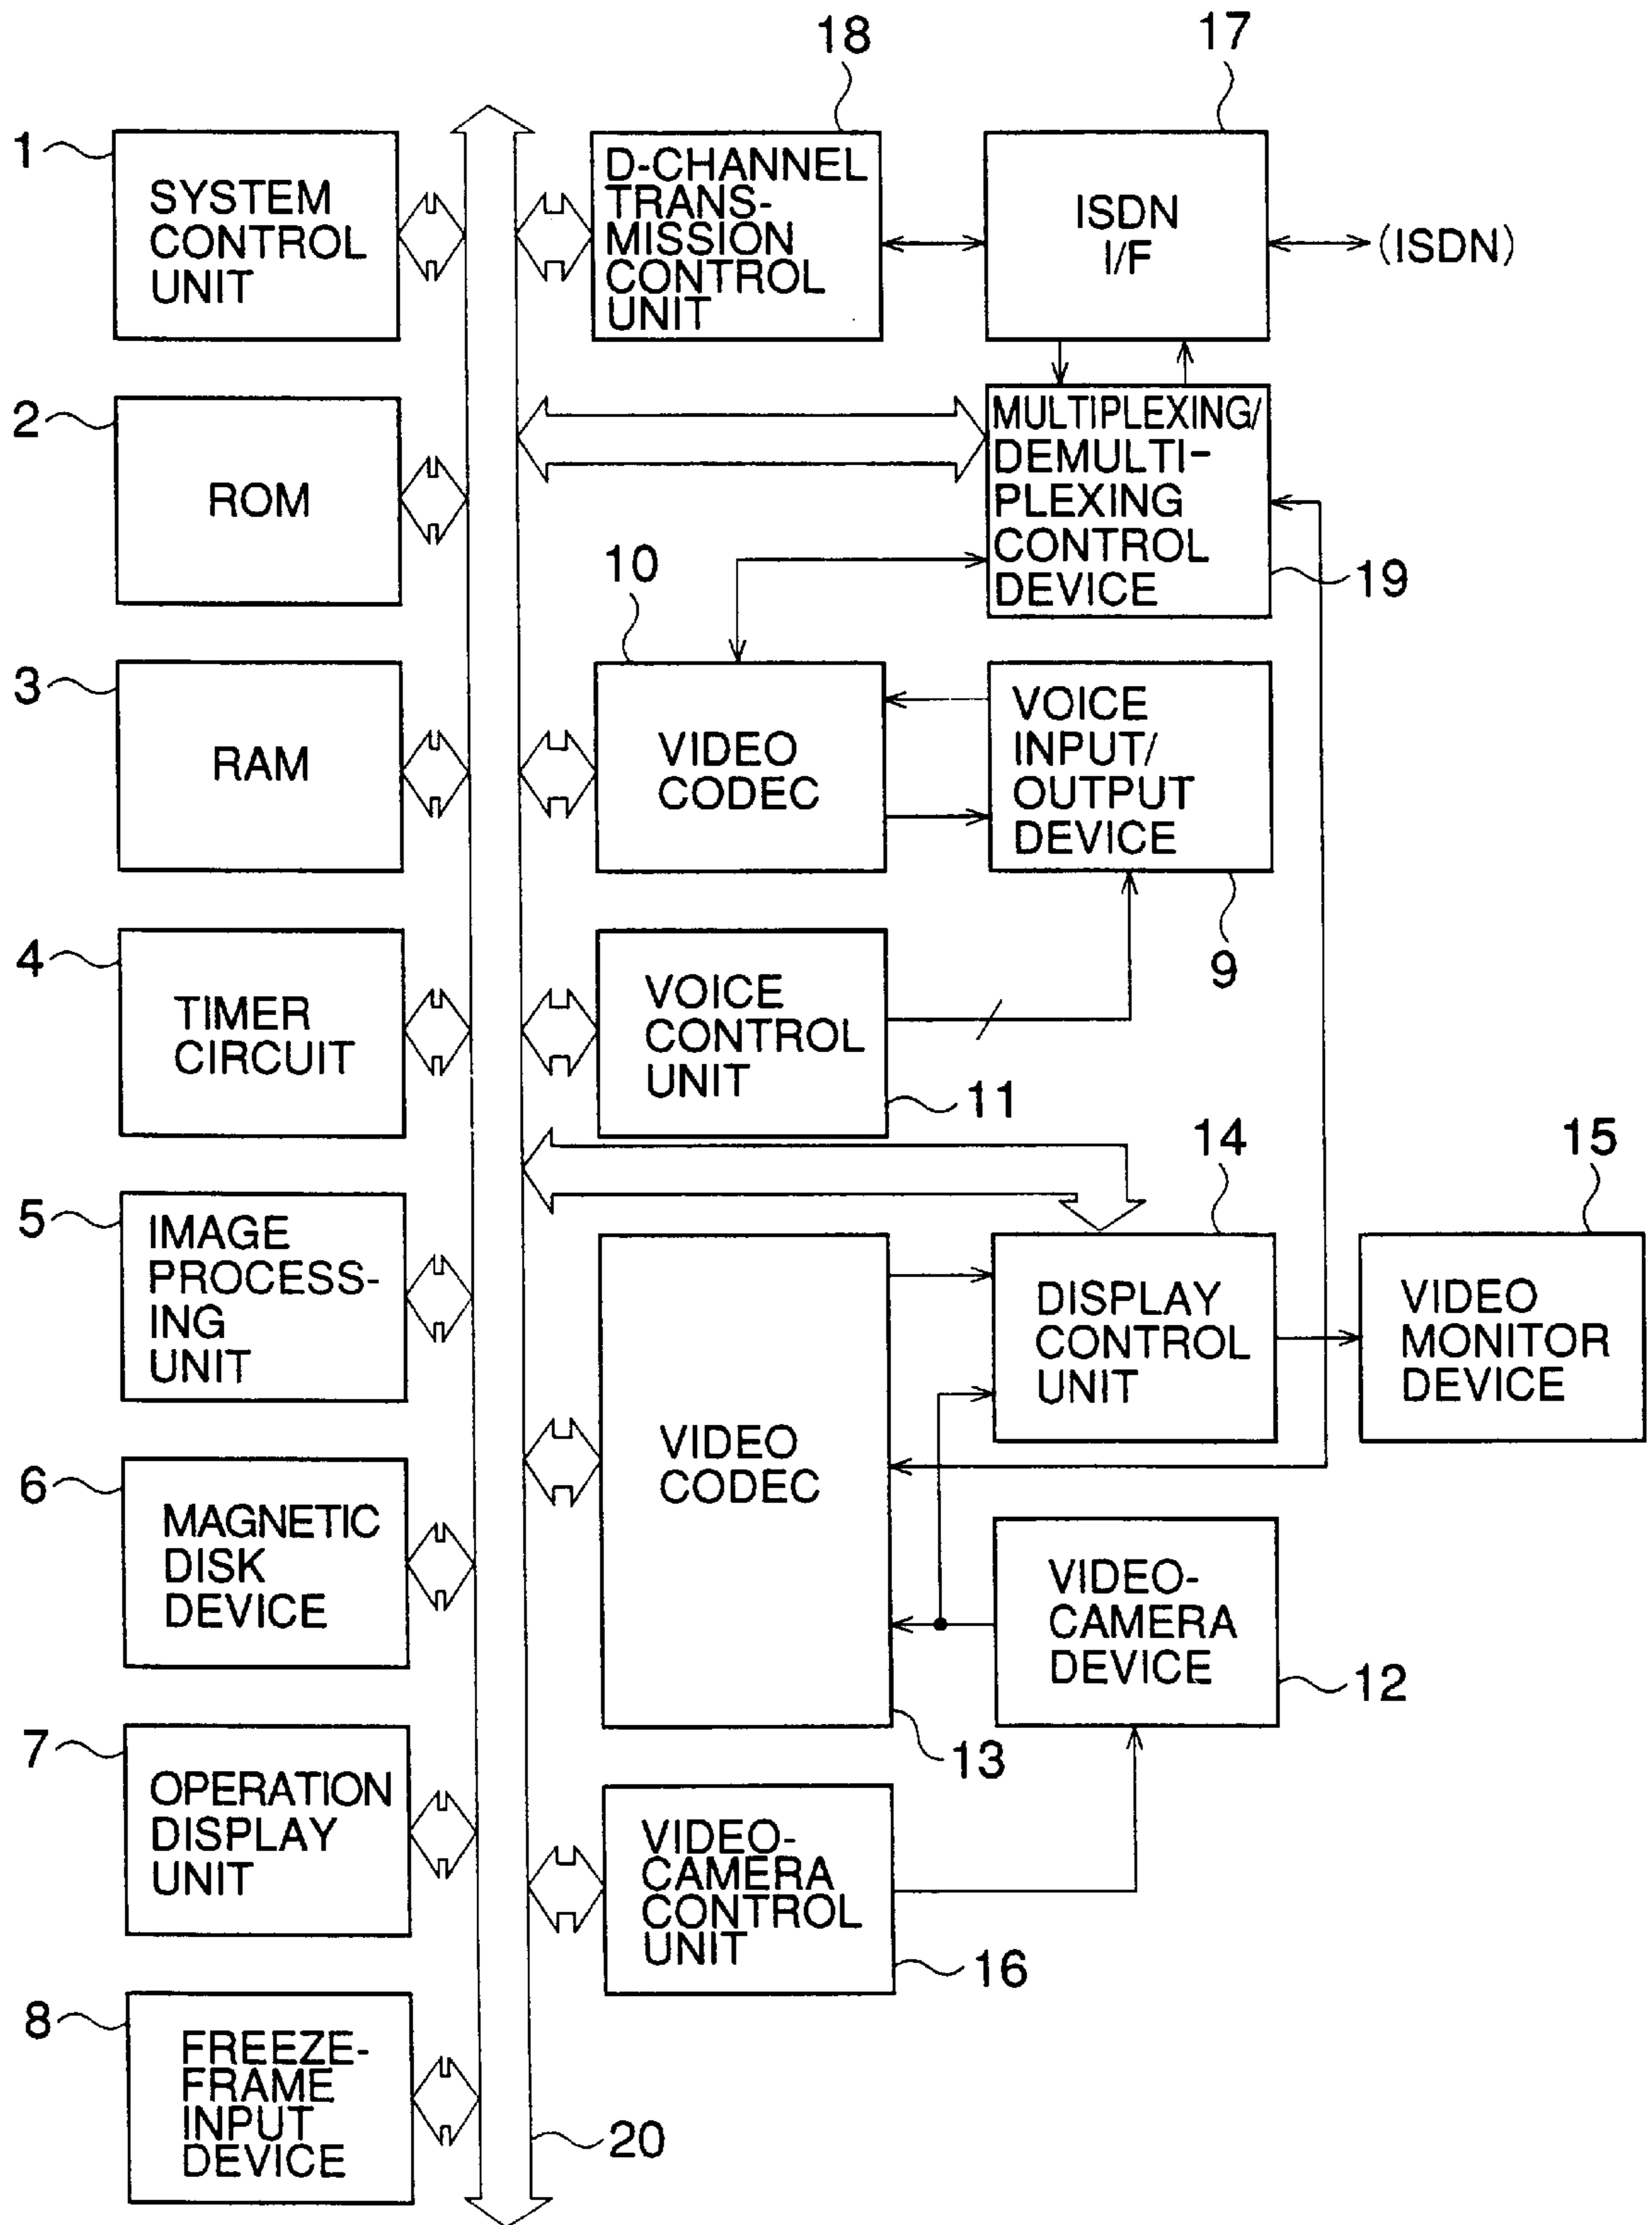 18
17
1
SYSTEM
CONTROL
UNIT
D-CHANNEL
TRANS-
MISSION
CONTROL
UNIT
ISDN
I/F
(ISDN)
2
ROM
MULTIPLEXING/
DEMULTI-
PLEXING
CONTROL
DEVICE
19
10
3
RAM
VIDEO
CODEC
VOICE
INPUT/
OUTPUT
DEVICE
9
4
TIMER
CIRCUIT
VOICE
CONTROL
UNIT
11
14
15
5
IMAGE
PROCESS-
ING
UNIT
DISPLAY
CONTROL
UNIT
VIDEO
MONITOR
DEVICE
VIDEO
CODEC
6
MAGNETIC
DISK
DEVICE
VIDEO-
CAMERA
DEVICE
12
13
7
OPERATION
DISPLAY
UNIT
VIDEO-
CAMERA
CONTROL
UNIT
16
8
FREEZE-
FRAME
INPUT
DEVICE
20